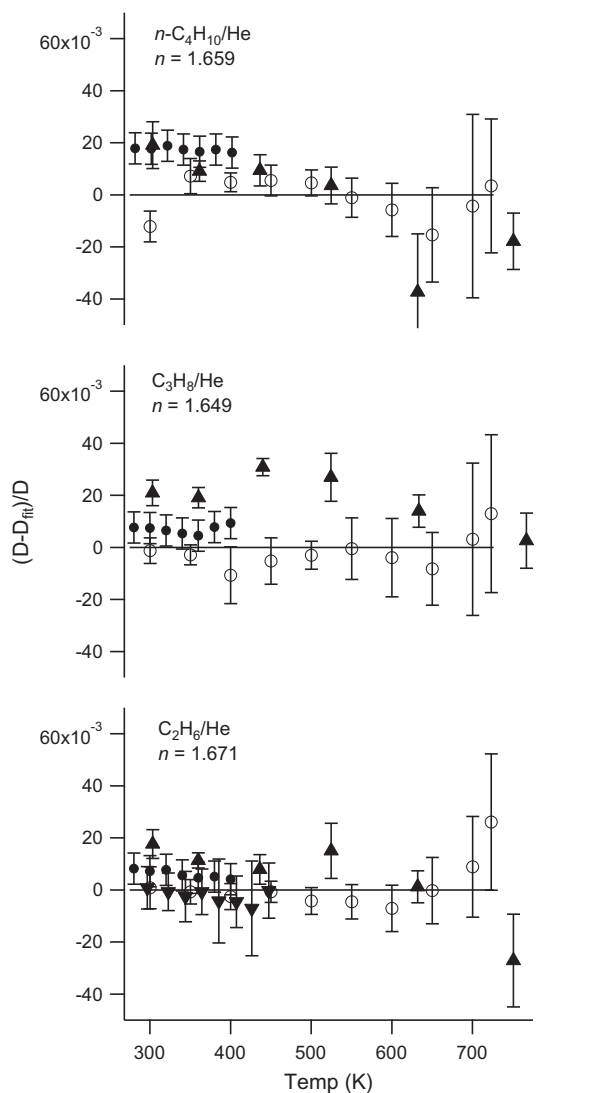 60x10⁻³
n-C₄H₁₀/He
n = 1.659
40
20
0
-20
-40
60x10⁻³
C₃H₈/He
n = 1.649
40
20
0
-20
-40
(D-D_fit)/D
60x10⁻³
C₂H₆/He
n = 1.671
40
20
0
-20
-40
300 400 500 600 700
Temp (K)